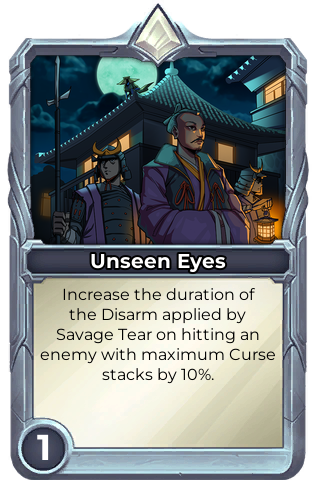 Unseen Eyes
Increase the duration of
the Disarm applied by
Savage Tear on hitting an
enemy with maximum Curse
stacks by 10%.
1